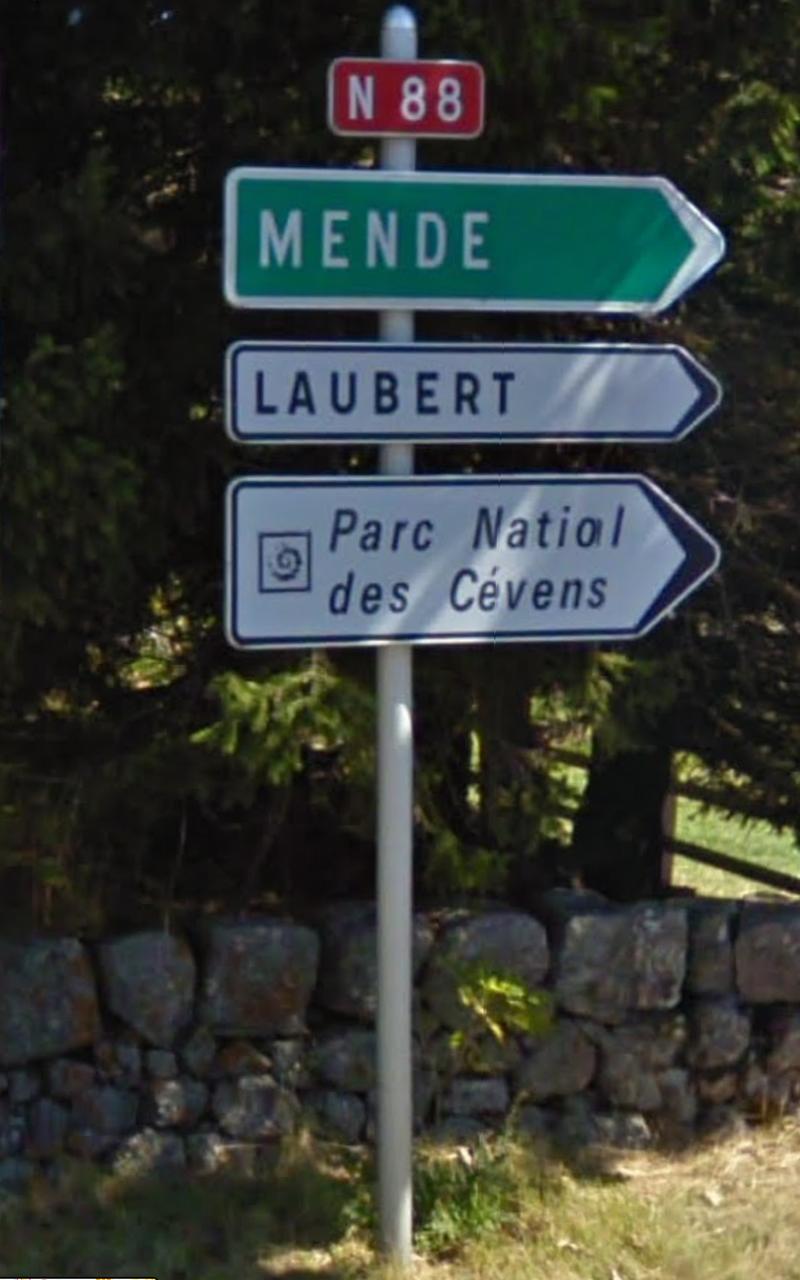 N 88
MENDE
LAUBERT
Parc Natiol
des Cévens